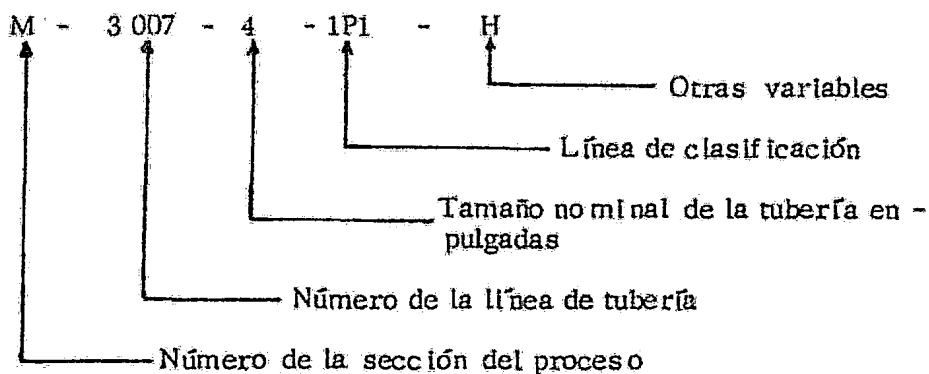 M - 3 007 - 4 - 1P1 - H
Otras variables
Línea de clasificación
Tamaño nominal de la tubería en -
pulgadas
Número de la línea de tubería
Número de la sección del proceso